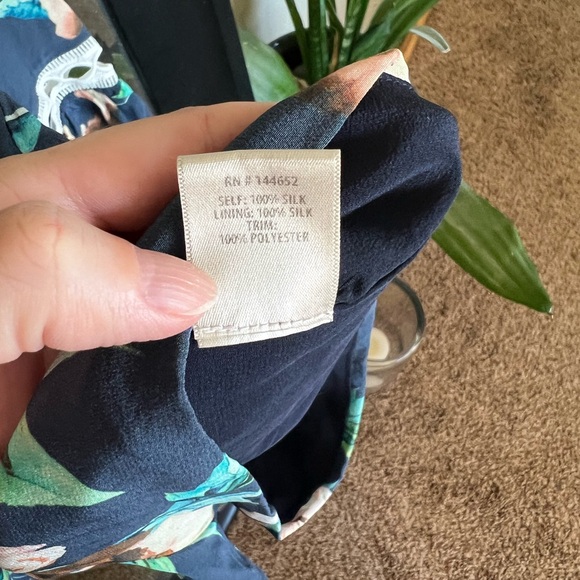 RN # 144652
SELF: 100% SILK
LINING: 100% SILK
TRIM:
100% POLYESTER